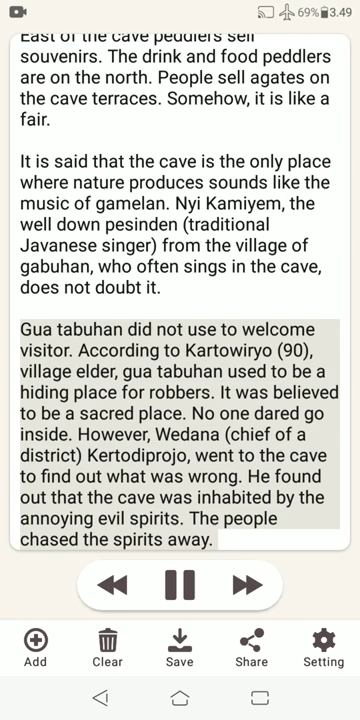 69% 3.49
East of the cave peddlers sell
souvenirs. The drink and food peddlers
are on the north. People sell agates on
the cave terraces. Somehow, it is like a
fair.
It is said that the cave is the only place
where nature produces sounds like the
music of gamelan. Nyi Kamiyem, the
well down pesinden (traditional
Javanese singer) from the village of
gabuhan, who often sings in the cave,
does not doubt it.
Gua tabuhan did not use to welcome
visitor. According to Kartowiryo (90),
village elder, gua tabuhan used to be a
hiding place for robbers. It was believed
to be a sacred place. No one dared go
inside. However, Wedana (chief of a
district) Kertodiprojo, went to the cave
to find out what was wrong. He found
out that the cave was inhabited by the
annoying evil spirits. The people
chased the spirits away.
Add Clear Save Share Setting